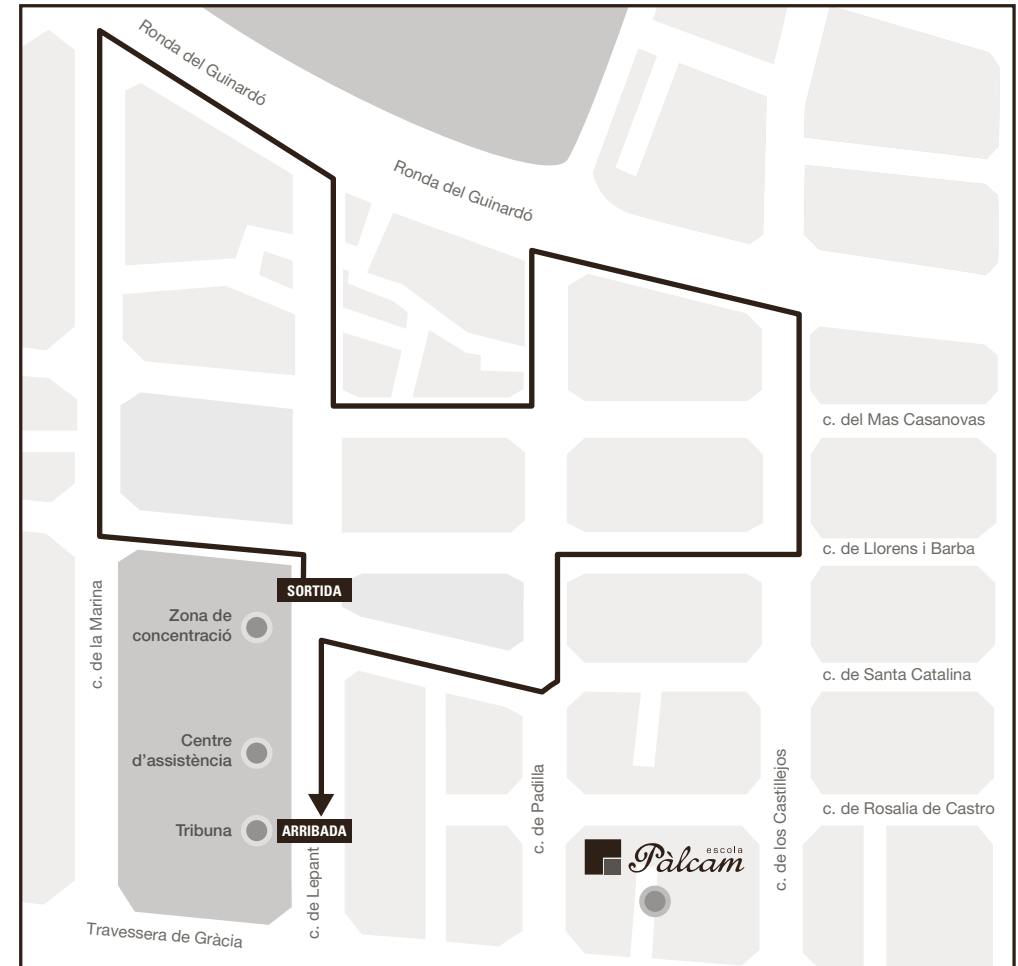 Ronda del Guinardó
Ronda del Guinardó
c. del Mas Casanovas
c. de Llorens i Barba
SORTIDA
c. de la Marina
Zona de
concentració
c. de Santa Catalina
Centre
d'assistència
c. de Padilla
c. de los Castillejos
c. de Rosalia de Castro
Tribuna
ARRIBADA
escola
Pàlcam
c. de Lepant
Travessera de Gràcia